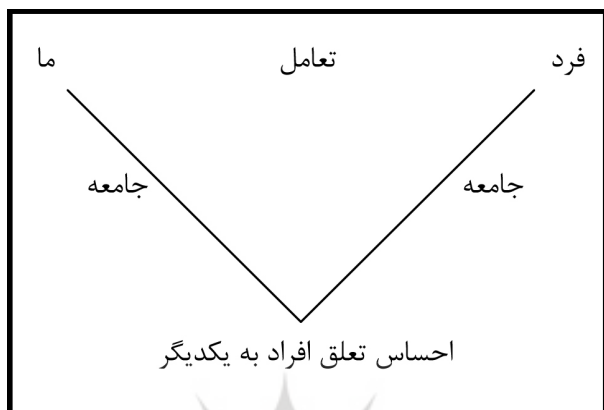 فرد تعامل ما
جامعه جامعه
احساس تعلق افراد به یکدیگر